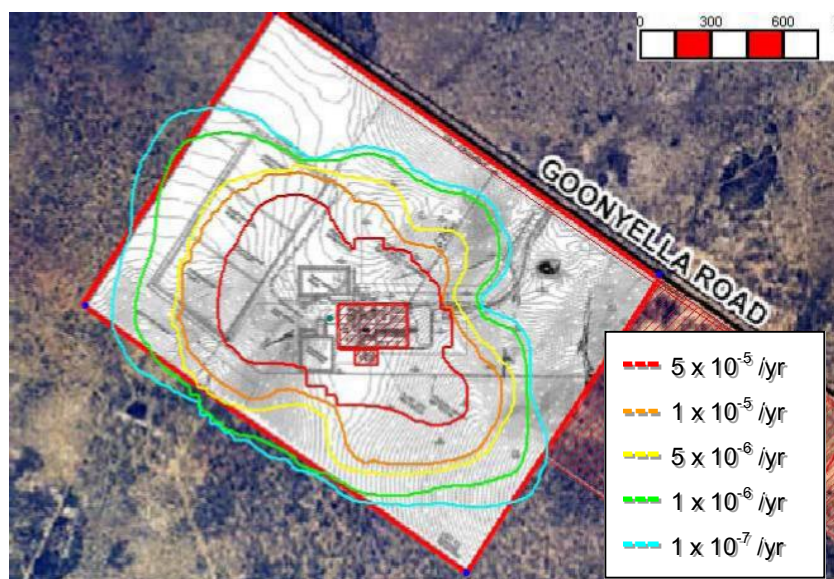 0 300 600
GOONYELLA ROAD
5 x 10⁻⁵ /yr
1 x 10⁻⁵ /yr
5 x 10⁻⁶ /yr
1 x 10⁻⁶ /yr
1 x 10⁻⁷ /yr